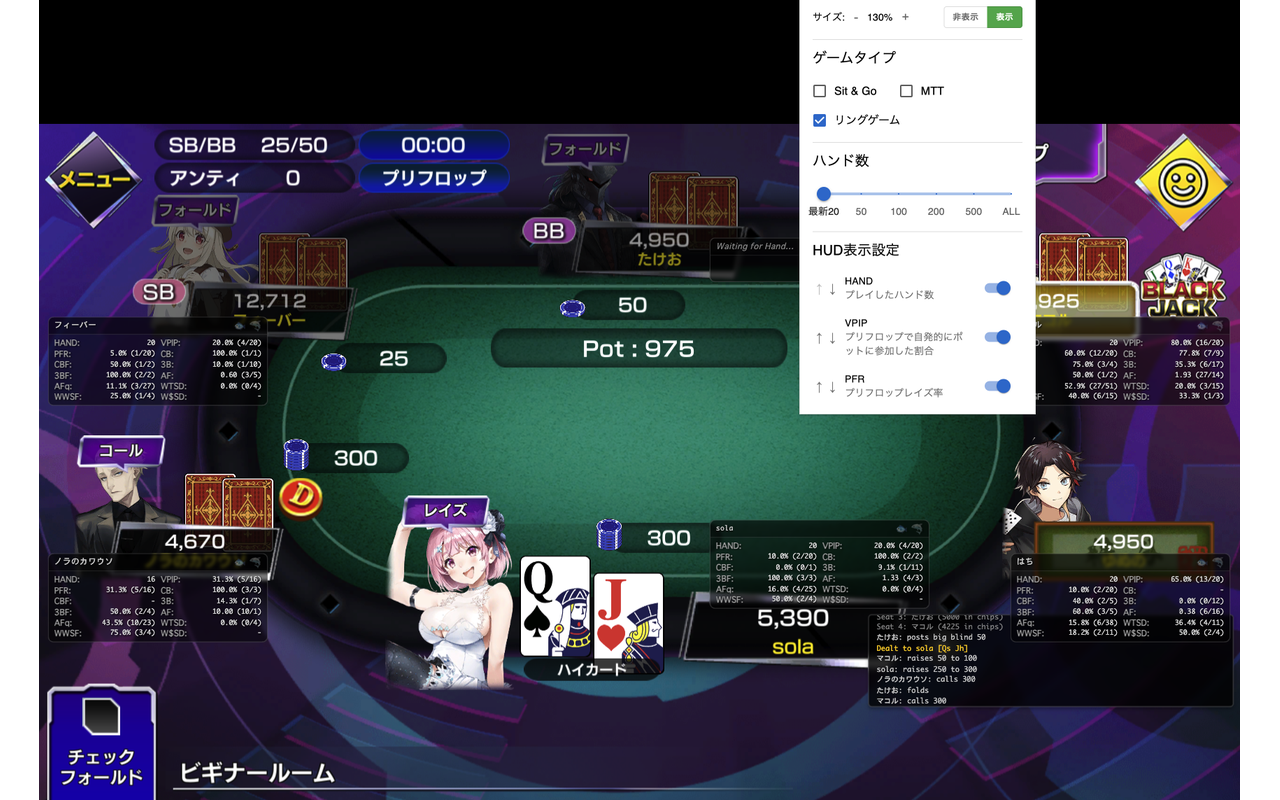 サイズ: - 130% +
非表示 表示
ゲームタイプ
Sit & Go MTT
リングゲーム
ハンド数
最新20 50 100 200 500 ALL
HUD表示設定
↑ ↓ HAND
プレイしたハンド数
↑ ↓ VPIP
プリフロップで自発的にポ
ットに参加した割合
↑ ↓ PFR
プリフロップレイズ率
メニュー
SB/BB 25/50
アンティ 0
00:00
プリフロップ
フォールド
BB
4,950
たけお
Waiting for Hand...
フォールド
SB
12,712
フィーバー
HAND: 20 VPIP: 20.0% (4/20)
PFR: 5.0% (1/20) CB: 100.0% (1/1)
CBF: 50.0% (1/2) 3B: 10.0% (1/10)
3BF: 100.0% (2/2) AF: 0.60 (3/5)
AFq: 11.1% (3/27) WTSD: 0.0% (0/4)
WWSF: 25.0% (1/4) W$SD: -
50
25
Pot : 975
プ
BLACK
JACK
,925
20 VPIP: 80.0% (16/20)
60.0% (12/20) CB: 77.8% (7/9)
75.0% (3/4) 3B: 35.3% (6/17)
50.0% (1/2) AF: 1.93 (27/14)
52.9% (27/51) WTSD: 20.0% (3/15)
SF: 40.0% (6/15) W$SD: 33.3% (1/3)
コール
300
D
4,670
ノラのカワウソ
HAND: 16 VPIP: 31.3% (5/16)
PFR: 31.3% (5/16) CB: 100.0% (3/3)
CBF: - 3B: 14.3% (1/7)
3BF: 50.0% (2/4) AF: 10.00 (10/1)
AFq: 43.5% (10/23) WTSD: 0.0% (0/4)
WWSF: 75.0% (3/4) W$SD: -
レイズ
300
Q
J
ハイカード
sola
HAND: 20 VPIP: 20.0% (4/20)
PFR: 10.0% (2/20) CB: 100.0% (2/2)
CBF: 0.0% (0/1) 3B: 9.1% (1/11)
3BF: 100.0% (3/3) AF: 1.33 (4/3)
AFq: 16.0% (4/25) WTSD: 0.0% (0/4)
WWSF: 50.0% (2/4) W$SD: -
5,390
sola
4,950
はち
HAND: 20 VPIP: 65.0% (13/20)
PFR: 10.0% (2/20) CB: -
CBF: 40.0% (2/5) 3B: 0.0% (0/12)
3BF: 60.0% (3/5) AF: 0.38 (6/16)
AFq: 15.8% (6/38) WTSD: 36.4% (4/11)
WWSF: 18.2% (2/11) W$SD: 50.0% (2/4)
Seat 3: たけお (5000 in chips)
Seat 4: マコル (4225 in chips)
たけお: posts big blind 50
Dealt to sola [Qs Jh]
マコル: raises 50 to 100
sola: raises 250 to 300
ノラのカワウソ: calls 300
たけお: folds
マコル: calls 300
チェック
フォールド
ビギナールーム